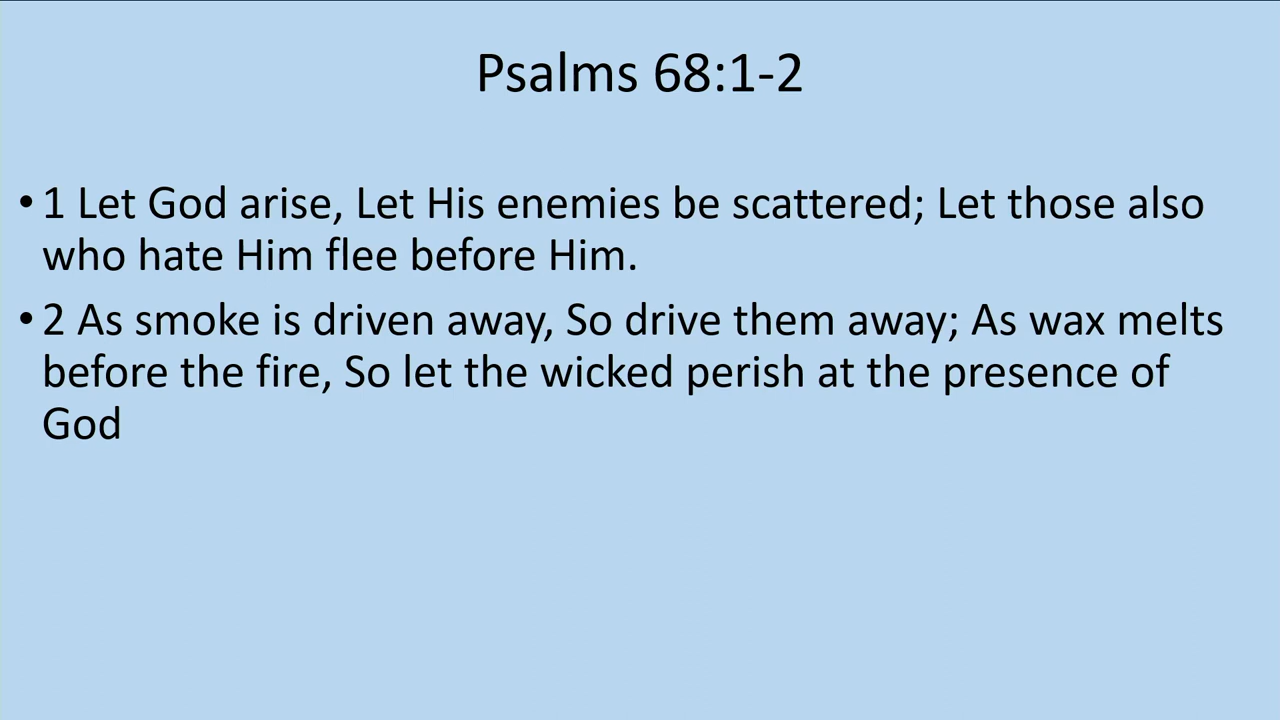 Psalms 68:1-2
• 1 Let God arise, Let His enemies be scattered; Let those also
who hate Him flee before Him.
• 2 As smoke is driven away, So drive them away; As wax melts
before the fire, So let the wicked perish at the presence of
God